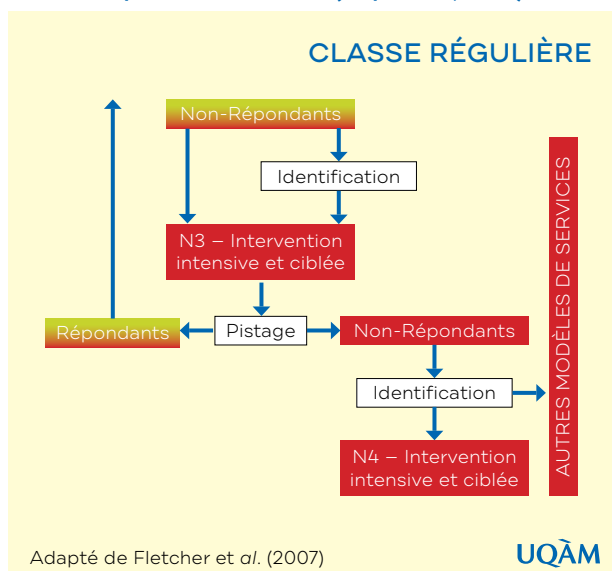 CLASSE RÉGULIÈRE
Non-Répondants
Identification
N3 – Intervention
intensive et ciblée
Répondants
Pistage
Non-Répondants
Identification
N4 – Intervention
intensive et ciblée
AUTRES MODÈLES DE SERVICES
Adapté de Fletcher et al. (2007)
UQÀM